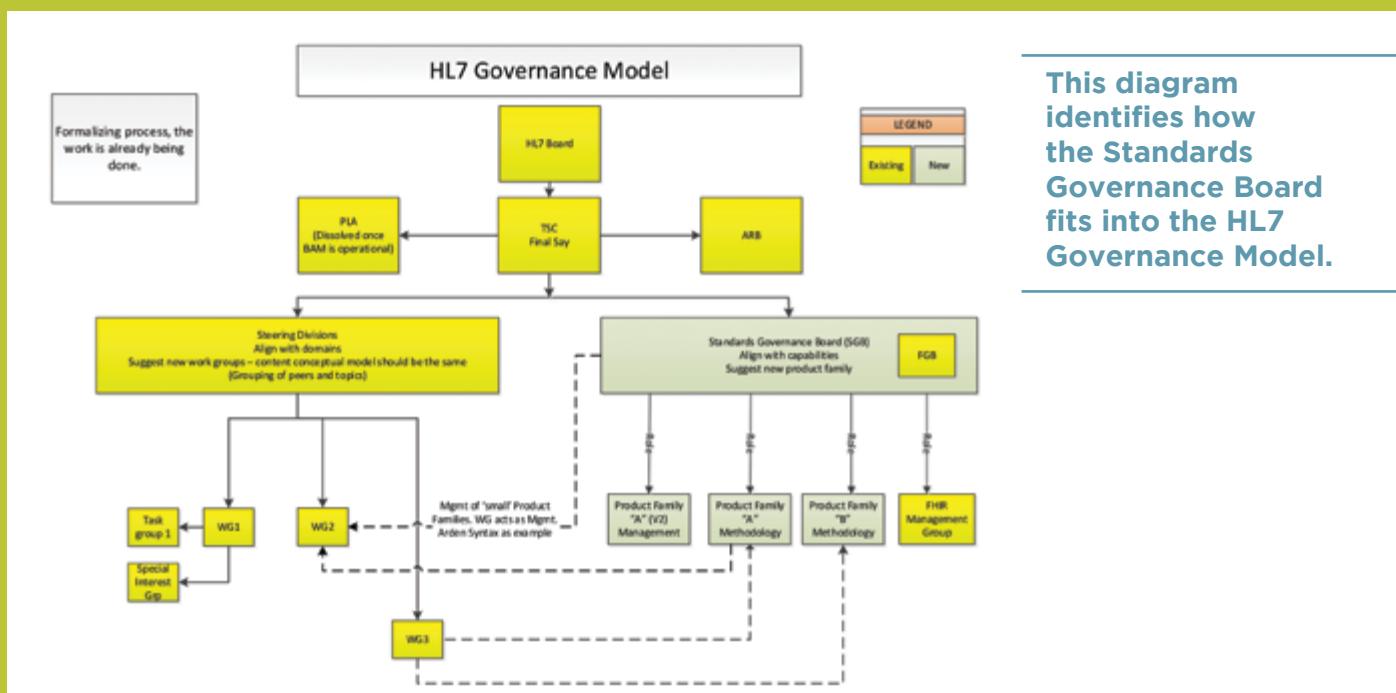 HL7 Governance Model
Formalizing process, the
work is already being
done.
HL7 Board
LEGEND
Existing
New
This diagram
identifies how
the Standards
Governance Board
fits into the HL7
Governance Model.
PLA
(Dissolved once
BAM is operational)
TSC
Final Say
ARB
Steering Divisions
Align with domains
Suggest new work groups – content conceptual model should be the same
(Grouping of peers and topics)
Standards Governance Board (SGB)
Align with capabilities
Suggest new product family
FGB
Task
group 1
WG1
WG2
Mgmt of 'small' Product
Families. WG acts as Mgmt.
Arden Syntax as example
Product Family
"A" (V2)
Management
Product Family
"A"
Methodology
Product Family
"B"
Methodology
FHIR
Management
Group
Special
Interest
Grp
WG3